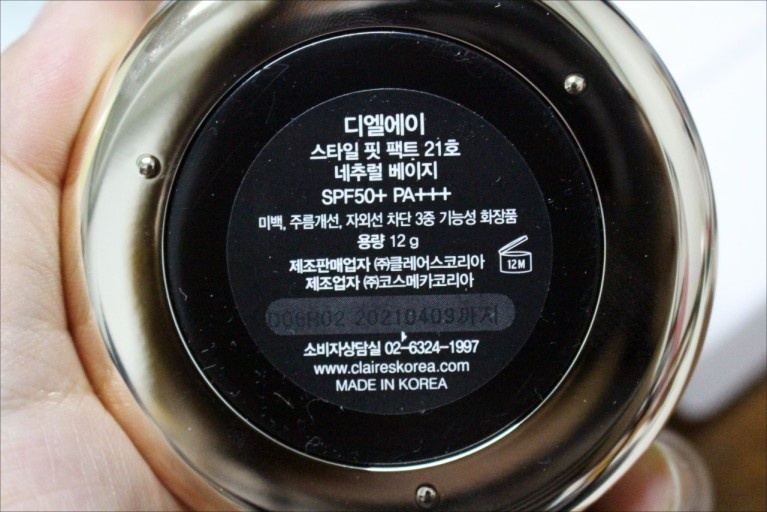 디엘에이
스타일 핏 팩트 21호
네추럴 베이지
SPF50+ PA+++
미백, 주름개선, 자외선 차단 3중 기능성 화장품
용량 12 g
제조판매업자 ㈜클레어스코리아
12M
제조업자 ㈜코스메카코리아
20210409까지
소비자상담실 02-6324-1997
www.claireskorea.com
MADE IN KOREA